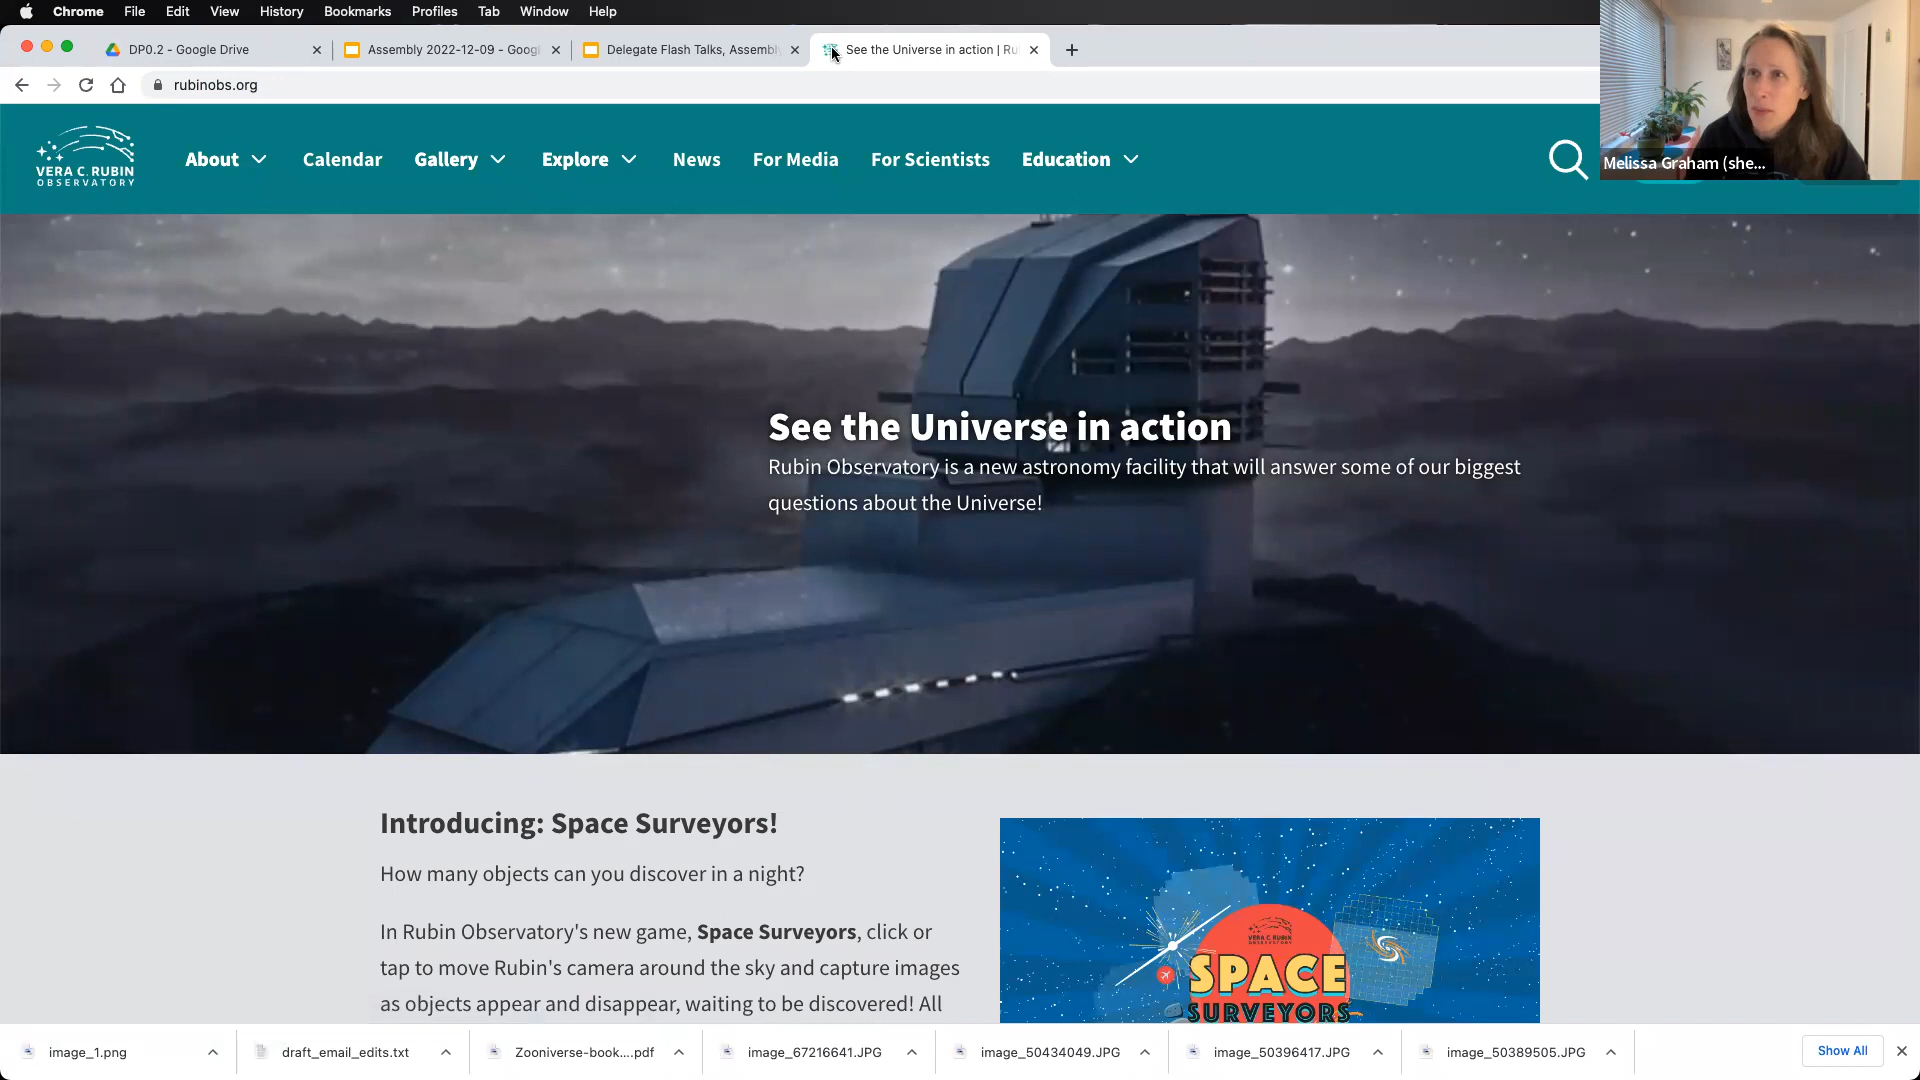 Chrome File Edit View History Bookmarks Profiles Tab Window Help
DP0.2 - Google Drive
Assembly 2022-12-09 - Googl
Delegate Flash Talks, Assembl
See the Universe in action | Ru
rubinobs.org
VERA C. RUBIN
OBSERVATORY
About Calendar Gallery Explore News For Media For Scientists Education
Melissa Graham (she...
See the Universe in action
Rubin Observatory is a new astronomy facility that will answer some of our biggest
questions about the Universe!
Introducing: Space Surveyors!
How many objects can you discover in a night?
In Rubin Observatory's new game, Space Surveyors, click or
tap to move Rubin's camera around the sky and capture images
as objects appear and disappear, waiting to be discovered! All
VERA C. RUBIN
OBSERVATORY
SPACE
SURVEYORS
image_1.png
draft_email_edits.txt
Zooniverse-book....pdf
image_67216641.JPG
image_50434049.JPG
image_50396417.JPG
image_50389505.JPG
Show All